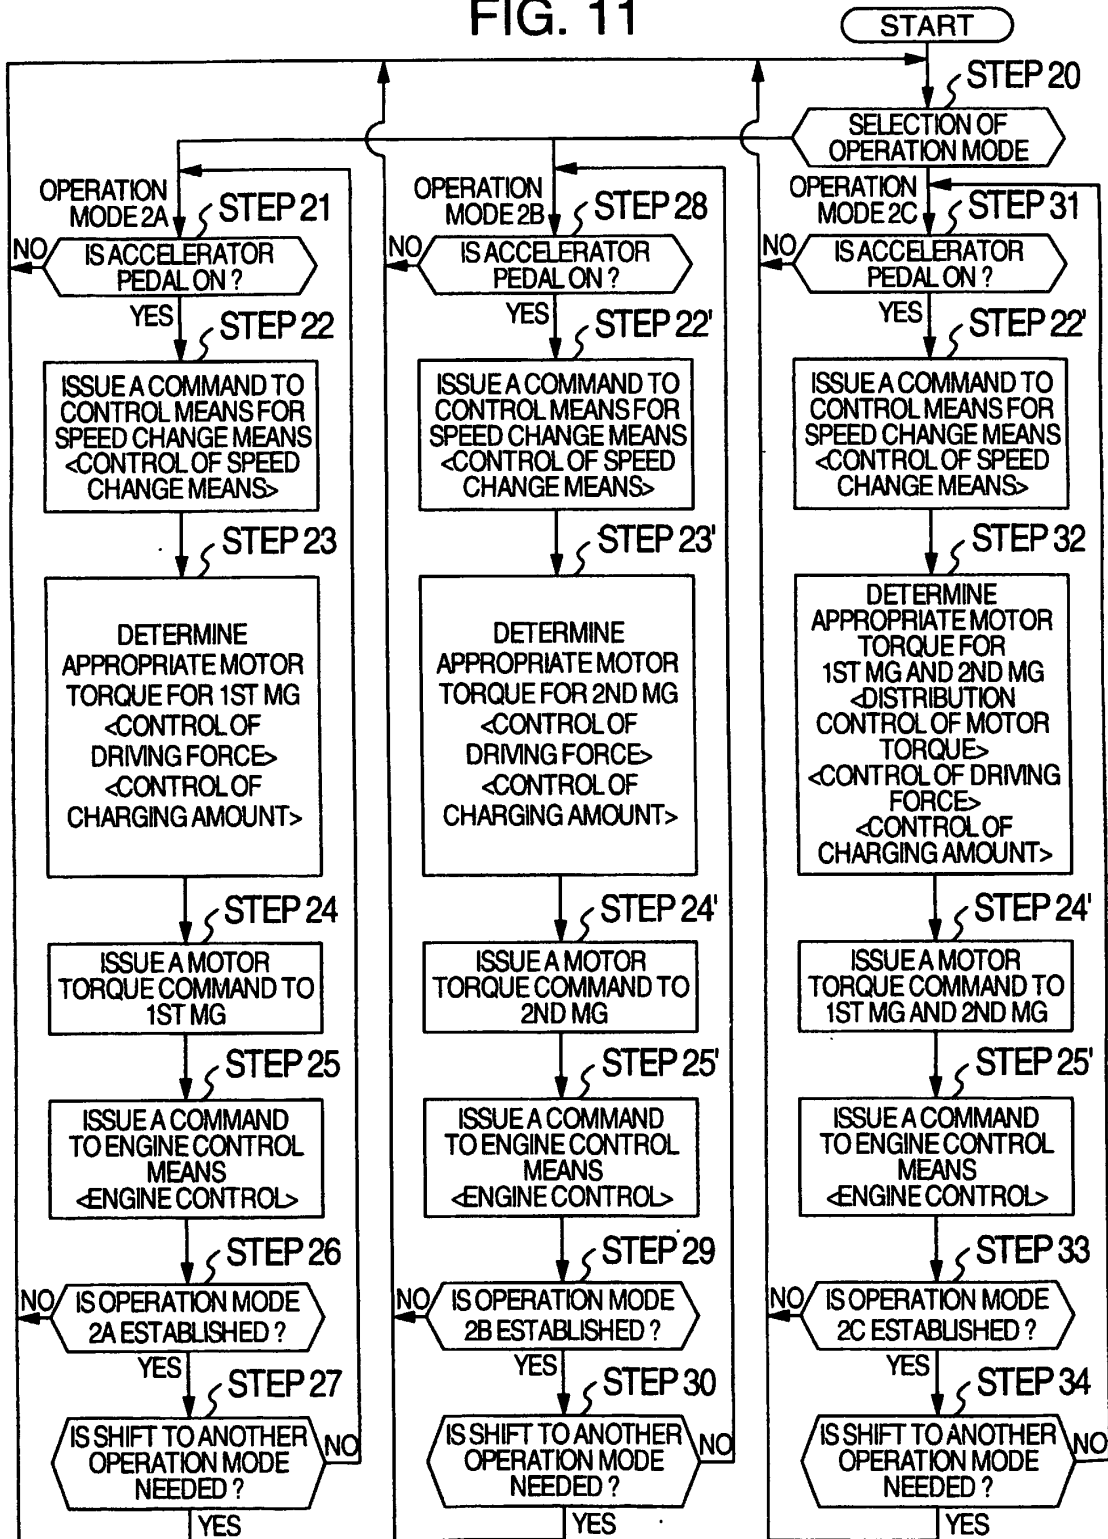 FIG. 11
START
STEP 20
SELECTION OF
OPERATION MODE
OPERATION
MODE 2A
STEP 21
NO
IS ACCELERATOR
PEDAL ON ?
YES
STEP 22
ISSUE A COMMAND TO
CONTROL MEANS FOR
SPEED CHANGE MEANS
<CONTROL OF SPEED
CHANGE MEANS>
STEP 23
DETERMINE
APPROPRIATE MOTOR
TORQUE FOR 1ST MG
<CONTROL OF
DRIVING FORCE>
<CONTROL OF
CHARGING AMOUNT>
STEP 24
ISSUE A MOTOR
TORQUE COMMAND TO
1ST MG
STEP 25
ISSUE A COMMAND
TO ENGINE CONTROL
MEANS
<ENGINE CONTROL>
STEP 26
NO
IS OPERATION MODE
2A ESTABLISHED ?
YES
STEP 27
IS SHIFT TO ANOTHER
OPERATION MODE
NEEDED ?
NO
YES
OPERATION
MODE 2B
STEP 28
NO
IS ACCELERATOR
PEDAL ON ?
YES
STEP 22'
ISSUE A COMMAND TO
CONTROL MEANS FOR
SPEED CHANGE MEANS
<CONTROL OF SPEED
CHANGE MEANS>
STEP 23'
DETERMINE
APPROPRIATE MOTOR
TORQUE FOR 2ND MG
<CONTROL OF
DRIVING FORCE>
<CONTROL OF
CHARGING AMOUNT>
STEP 24'
ISSUE A MOTOR
TORQUE COMMAND TO
2ND MG
STEP 25'
ISSUE A COMMAND
TO ENGINE CONTROL
MEANS
<ENGINE CONTROL>
STEP 29
NO
IS OPERATION MODE
2B ESTABLISHED ?
YES
STEP 30
IS SHIFT TO ANOTHER
OPERATION MODE
NEEDED ?
NO
YES
OPERATION
MODE 2C
STEP 31
NO
IS ACCELERATOR
PEDAL ON ?
YES
STEP 22'
ISSUE A COMMAND TO
CONTROL MEANS FOR
SPEED CHANGE MEANS
<CONTROL OF SPEED
CHANGE MEANS>
STEP 32
DETERMINE
APPROPRIATE MOTOR
TORQUE FOR
1ST MG AND 2ND MG
<DISTRIBUTION
CONTROL OF MOTOR
TORQUE>
<CONTROL OF DRIVING
FORCE>
<CONTROL OF
CHARGING AMOUNT>
STEP 24'
ISSUE A MOTOR
TORQUE COMMAND TO
1ST MG AND 2ND MG
STEP 25'
ISSUE A COMMAND
TO ENGINE CONTROL
MEANS
<ENGINE CONTROL>
STEP 33
NO
IS OPERATION MODE
2C ESTABLISHED ?
YES
STEP 34
IS SHIFT TO ANOTHER
OPERATION MODE
NEEDED ?
NO
YES